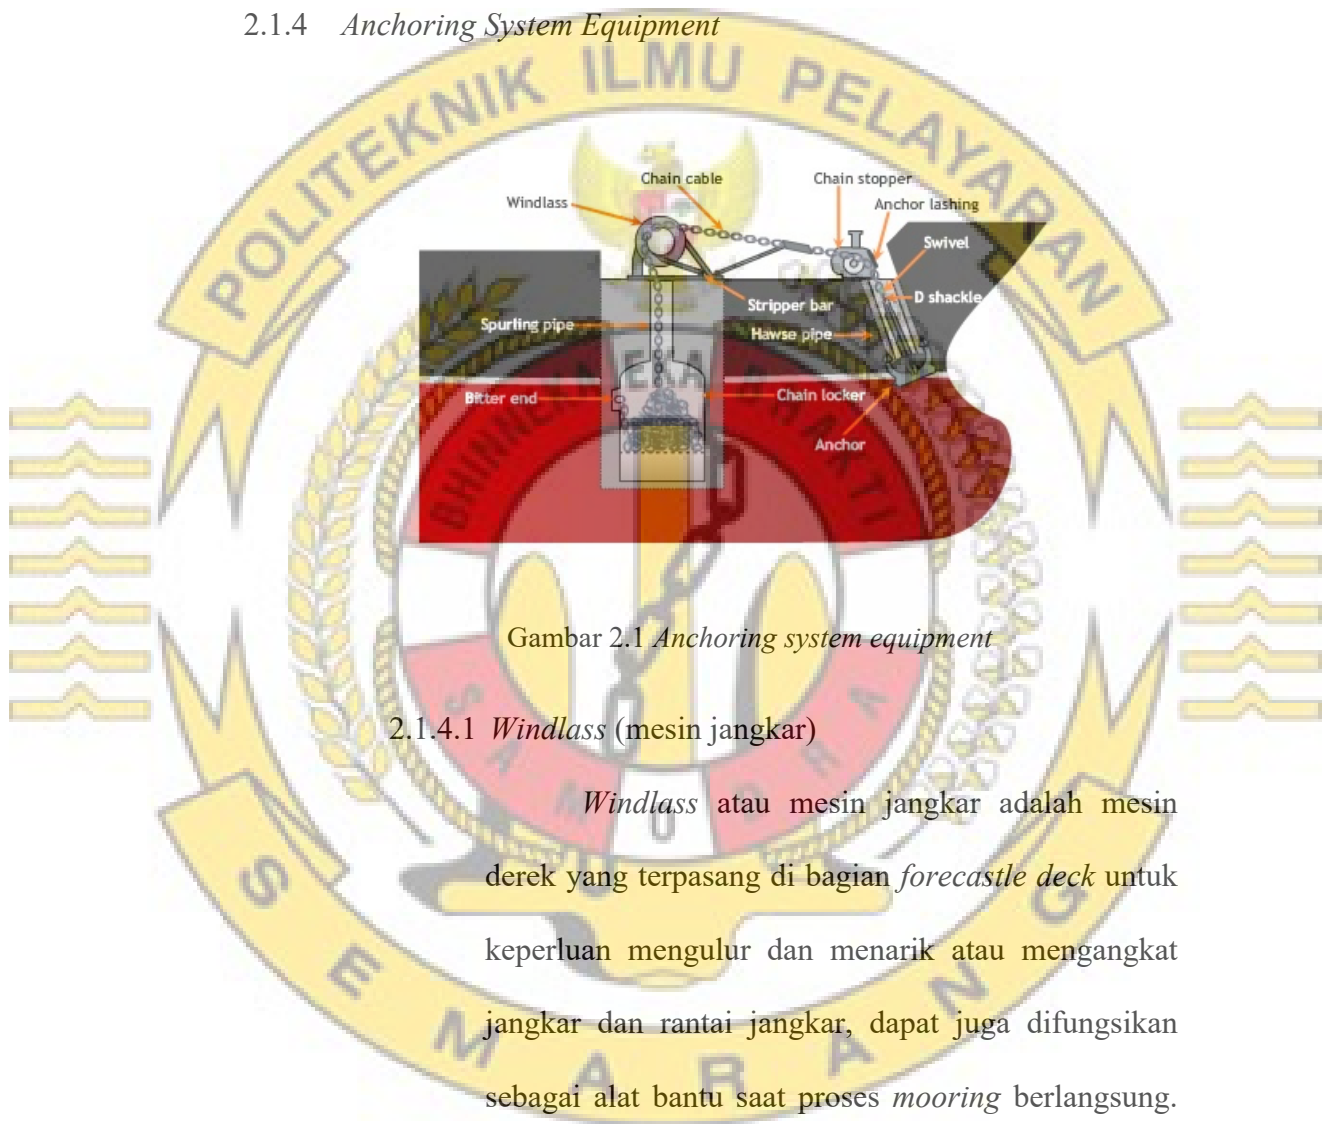 2.1.4 Anchoring System Equipment
POLITEKNIK ILMU PELAYARAN
Chain cable
Chain stopper
Windlass
Anchor lashing
Swivel
D shackle
Stripper bar
Spurling pipe
Hawse pipe
Bitter end
Chain locker
Anchor
BHINNEKA BHAKTI
SAMUDRA
Gambar 2.1 Anchoring system equipment
2.1.4.1 Windlass (mesin jangkar)
Windlass atau mesin jangkar adalah mesin
derek yang terpasang di bagian forecastle deck untuk
keperluan mengulur dan menarik atau mengangkat
jangkar dan rantai jangkar, dapat juga difungsikan
sebagai alat bantu saat proses mooring berlangsung.
SEMARANG